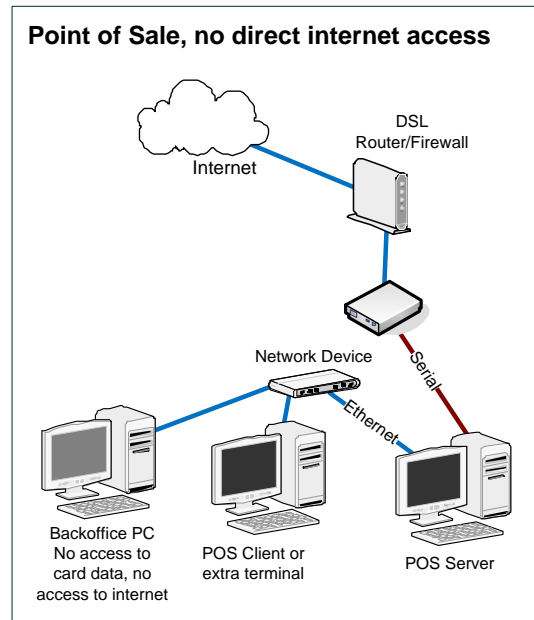 Point of Sale, no direct internet access
DSL
Router/Firewall
Internet
Serial
Network Device
Ethernet
Backoffice PC
No access to
card data, no
access to internet
POS Client or
extra terminal
POS Server